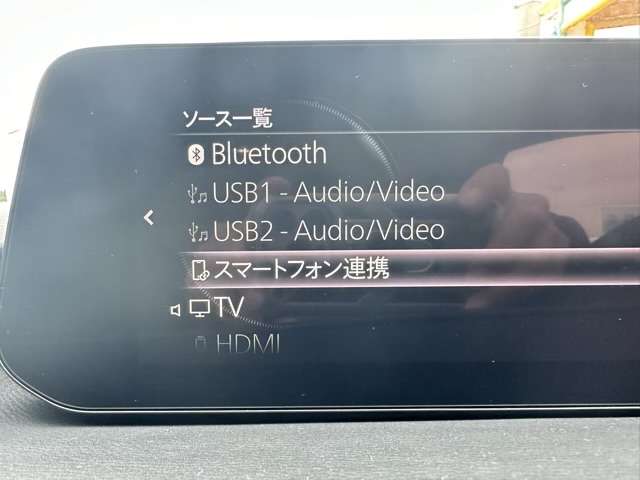 ソース一覧
Bluetooth
USB1 - Audio/Video
USB2 - Audio/Video
スマートフォン連携
TV
HDMI